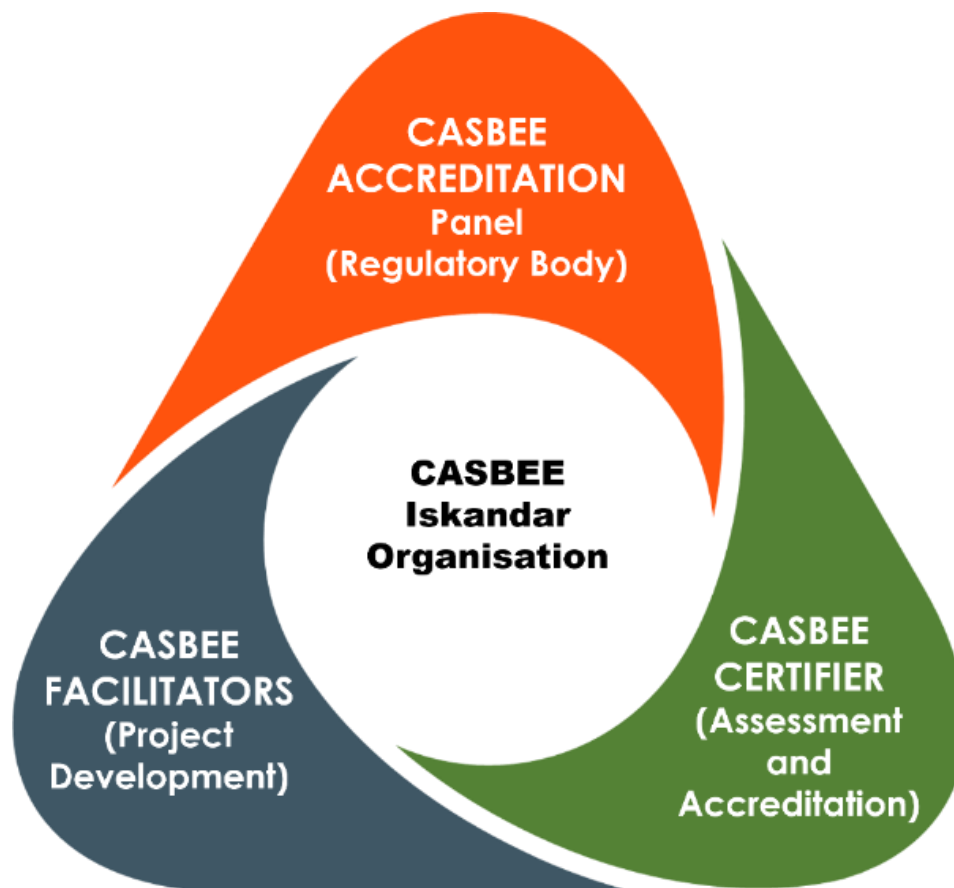 CASBEE
ACCREDITATION
Panel
(Regulatory Body)
CASBEE
Iskandar
Organisation
CASBEE
FACILITATORS
(Project
Development)
CASBEE
CERTIFIER
(Assessment
and
Accreditation)